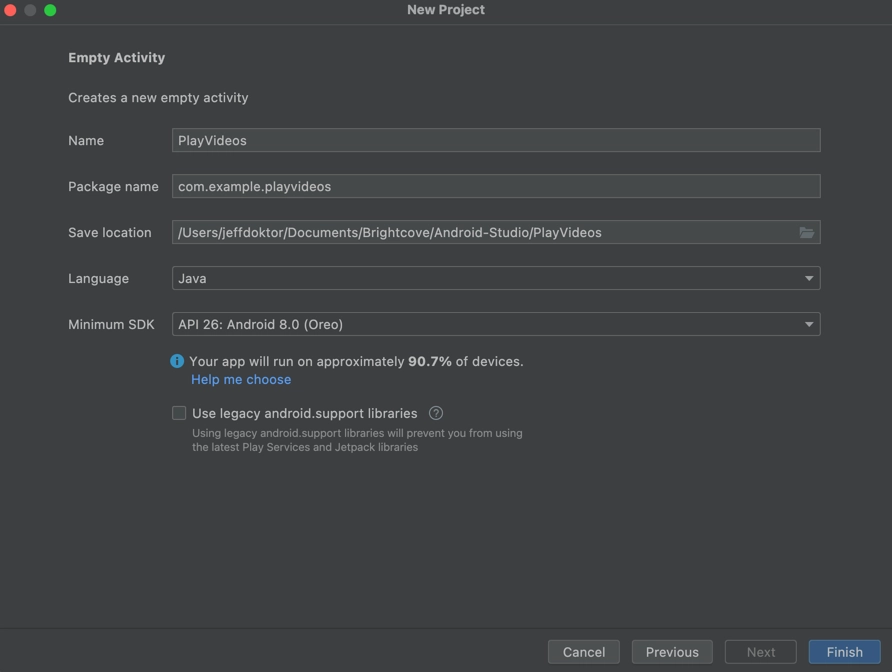 New Project
Empty Activity
Creates a new empty activity
Name PlayVideos
Package name com.example.playvideos
Save location /Users/jeffdoktor/Documents/Brightcove/Android-Studio/PlayVideos
Language Java
Minimum SDK API 26: Android 8.0 (Oreo)
Your app will run on approximately 90.7% of devices.
Help me choose
Use legacy android.support libraries ?
Using legacy android.support libraries will prevent you from using
the latest Play Services and Jetpack libraries
Cancel Previous Next Finish